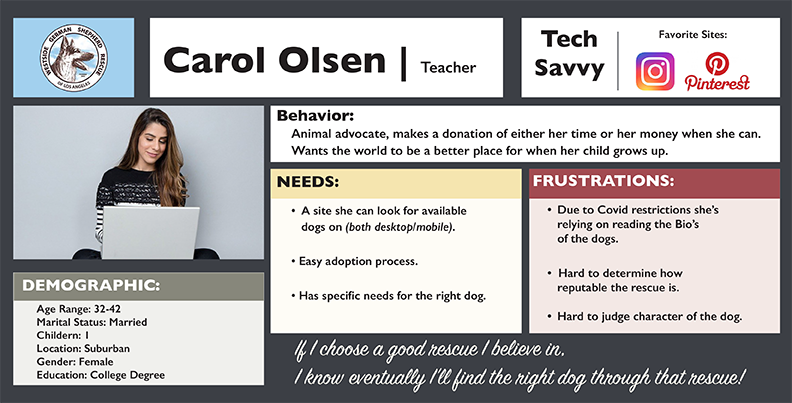 WESTSIDE GERMAN SHEPHERD RESCUE
OF LOS ANGELES
Carol Olsen | Teacher
Tech
Savvy
Favorite Sites:
Pinterest
Behavior:
Animal advocate, makes a donation of either her time or her money when she can.
Wants the world to be a better place for when her child grows up.
NEEDS:
• A site she can look for available
dogs on (both desktop/mobile).
• Easy adoption process.
• Has specific needs for the right dog.
FRUSTRATIONS:
• Due to Covid restrictions she's
relying on reading the Bio's
of the dogs.
• Hard to determine how
reputable the rescue is.
• Hard to judge character of the dog.
DEMOGRAPHIC:
Age Range: 32-42
Marital Status: Married
Childern: 1
Location: Suburban
Gender: Female
Education: College Degree
If I choose a good rescue I believe in,
I know eventually I'll find the right dog through that rescue!